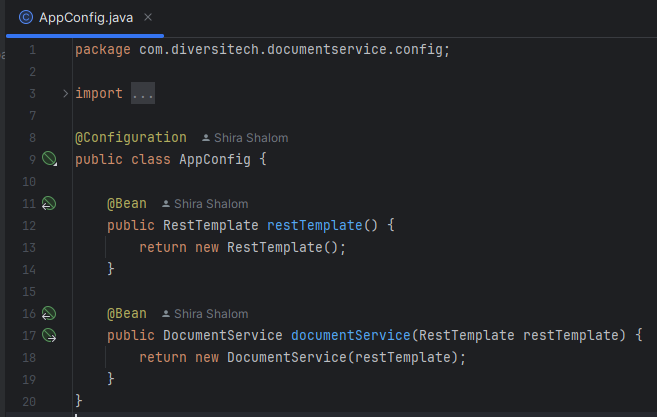 AppConfig.java
1 package com.diversitech.documentservice.config;
2
3 import ...
7
8 @Configuration Shira Shalom
9 public class AppConfig {
10
11 @Bean Shira Shalom
12 public RestTemplate restTemplate() {
13 return new RestTemplate();
14 }
15
16 @Bean Shira Shalom
17 public DocumentService documentService(RestTemplate restTemplate) {
18 return new DocumentService(restTemplate);
19 }
20 }